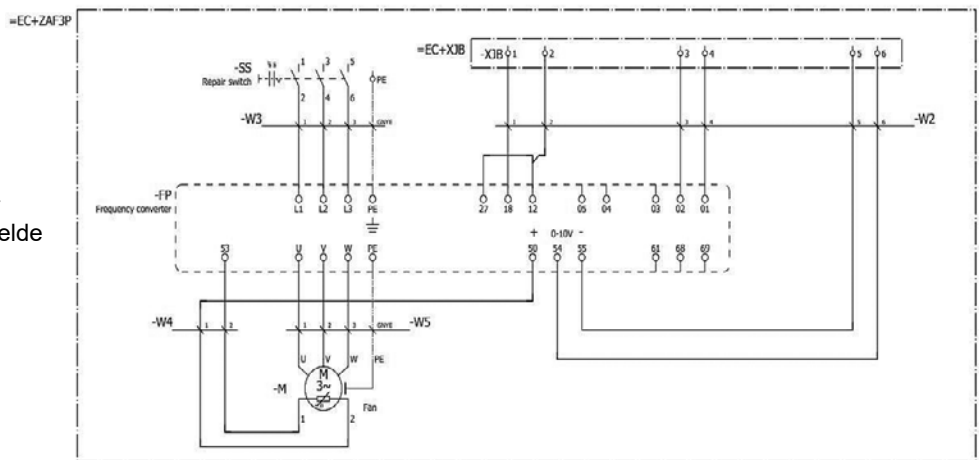 =EC+ZAF3P
=EC+XJB
-XJB 1 2 3 4 5 6
-SS
Repair switch
1 3 5
PE
2 4 6
-W3 1 2 3 GNYE
1 2 3 4 5 6 -W2
elde
-FP
Frequency converter
L1 L2 L3 PE 27 18 12 05 04 03 02 01
+ 0-10V -
53 U V W PE 50 54 55 61 68 69
-W4 1 2
1 2 3 GNYE -W5
U V W PE
-M
M
3~
Fan
1 2